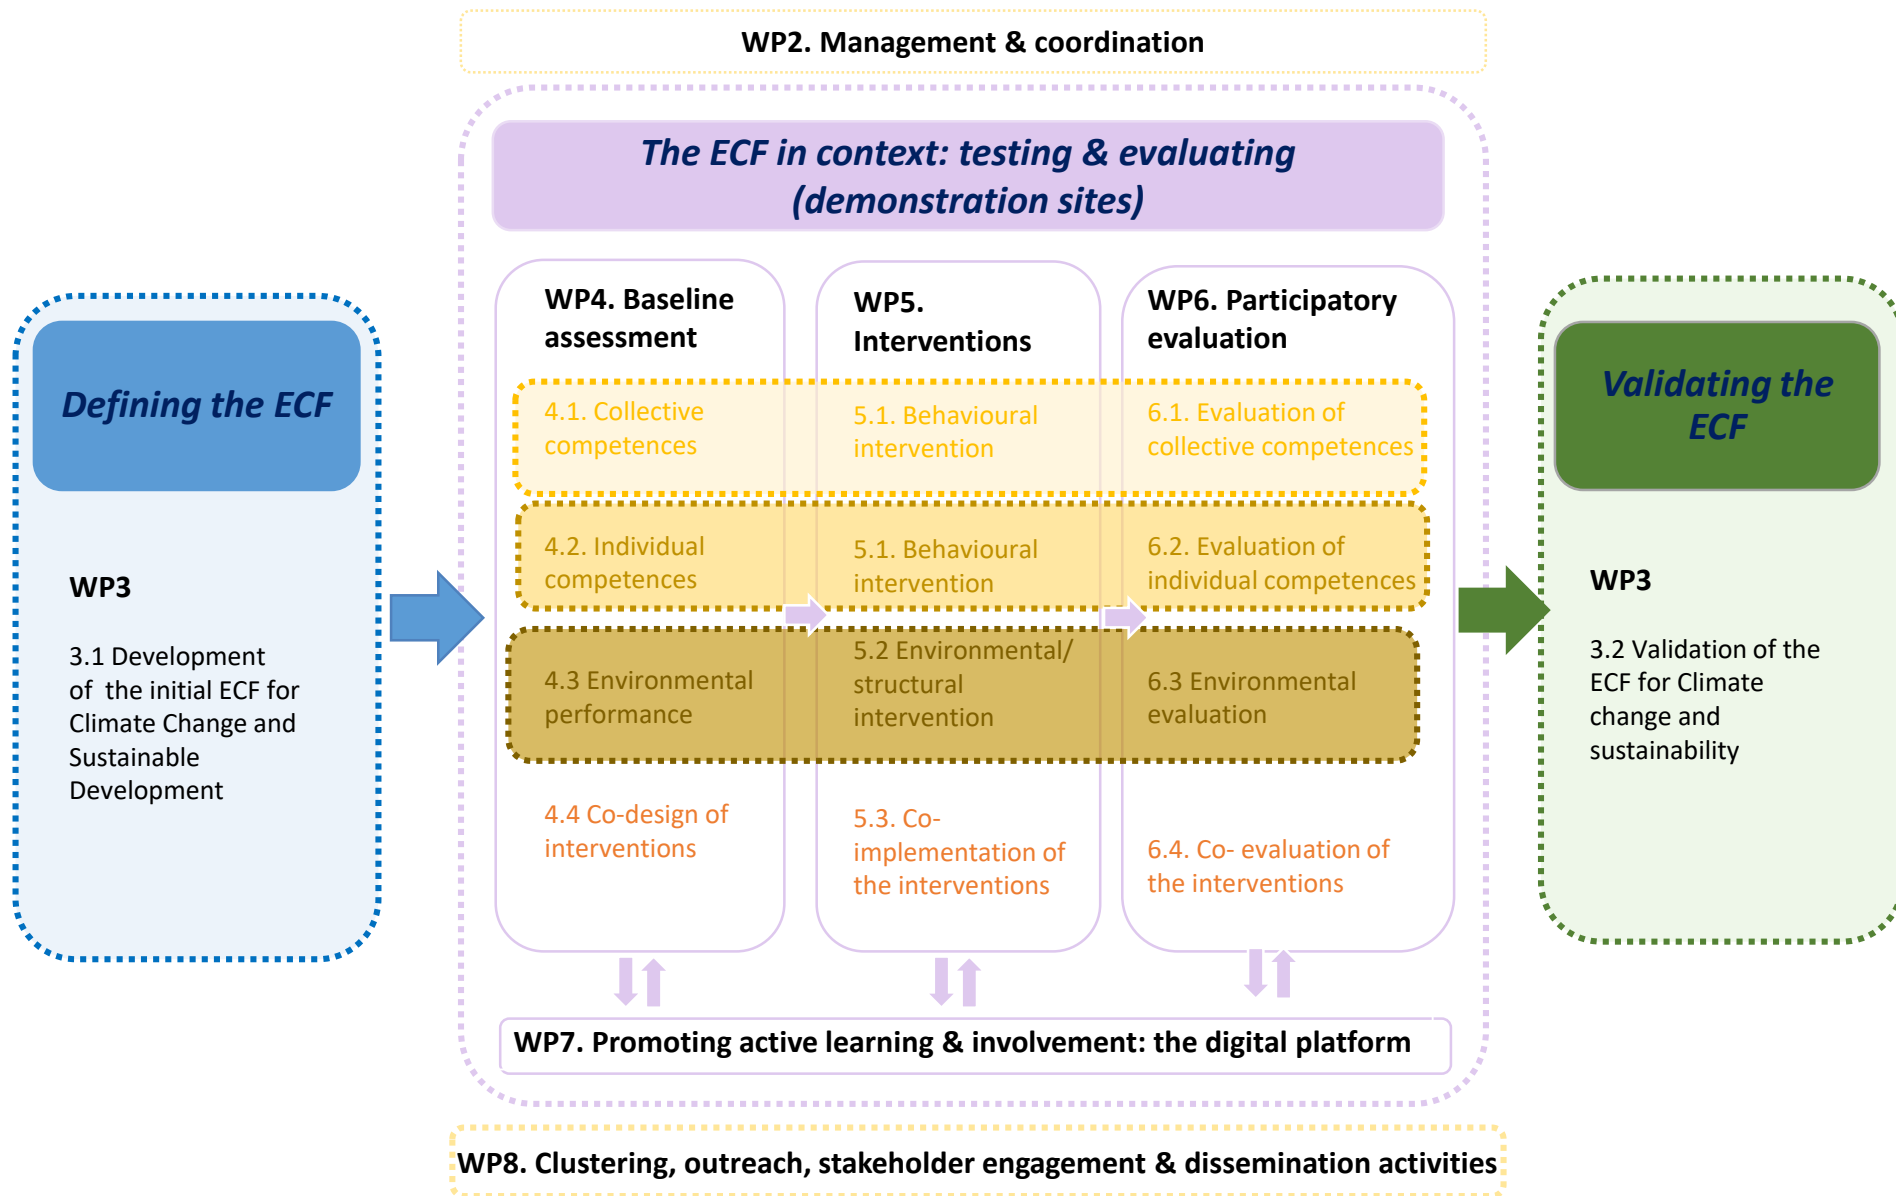 WP2. Management & coordination
The ECF in context: testing & evaluating
(demonstration sites)
Defining the ECF
WP3
3.1 Development
of the initial ECF for
Climate Change and
Sustainable
Development
WP4. Baseline
assessment
4.1. Collective
competences
4.2. Individual
competences
4.3 Environmental
performance
4.4 Co-design of
interventions
WP5.
Interventions
5.1. Behavioural
intervention
5.1. Behavioural
intervention
5.2 Environmental/
structural
intervention
5.3. Co-
implementation of
the interventions
WP6. Participatory
evaluation
6.1. Evaluation of
collective competences
6.2. Evaluation of
individual competences
6.3 Environmental
evaluation
6.4. Co- evaluation of
the interventions
Validating the
ECF
WP3
3.2 Validation of the
ECF for Climate
change and
sustainability
WP7. Promoting active learning & involvement: the digital platform
WP8. Clustering, outreach, stakeholder engagement & dissemination activities